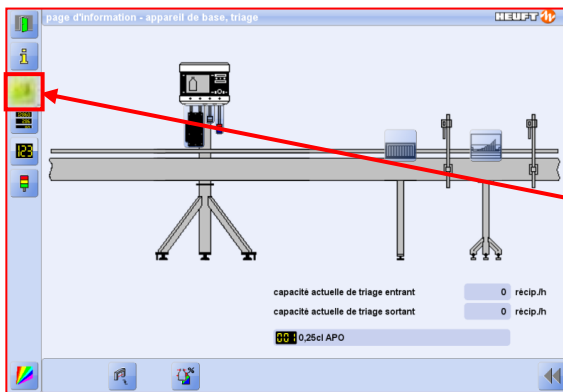 page d'information - appareil de base, triage
HEUFT
i
123
capacité actuelle de triage entrant 0 récip./h
capacité actuelle de triage sortant 0 récip./h
001 0,25cl APO
%